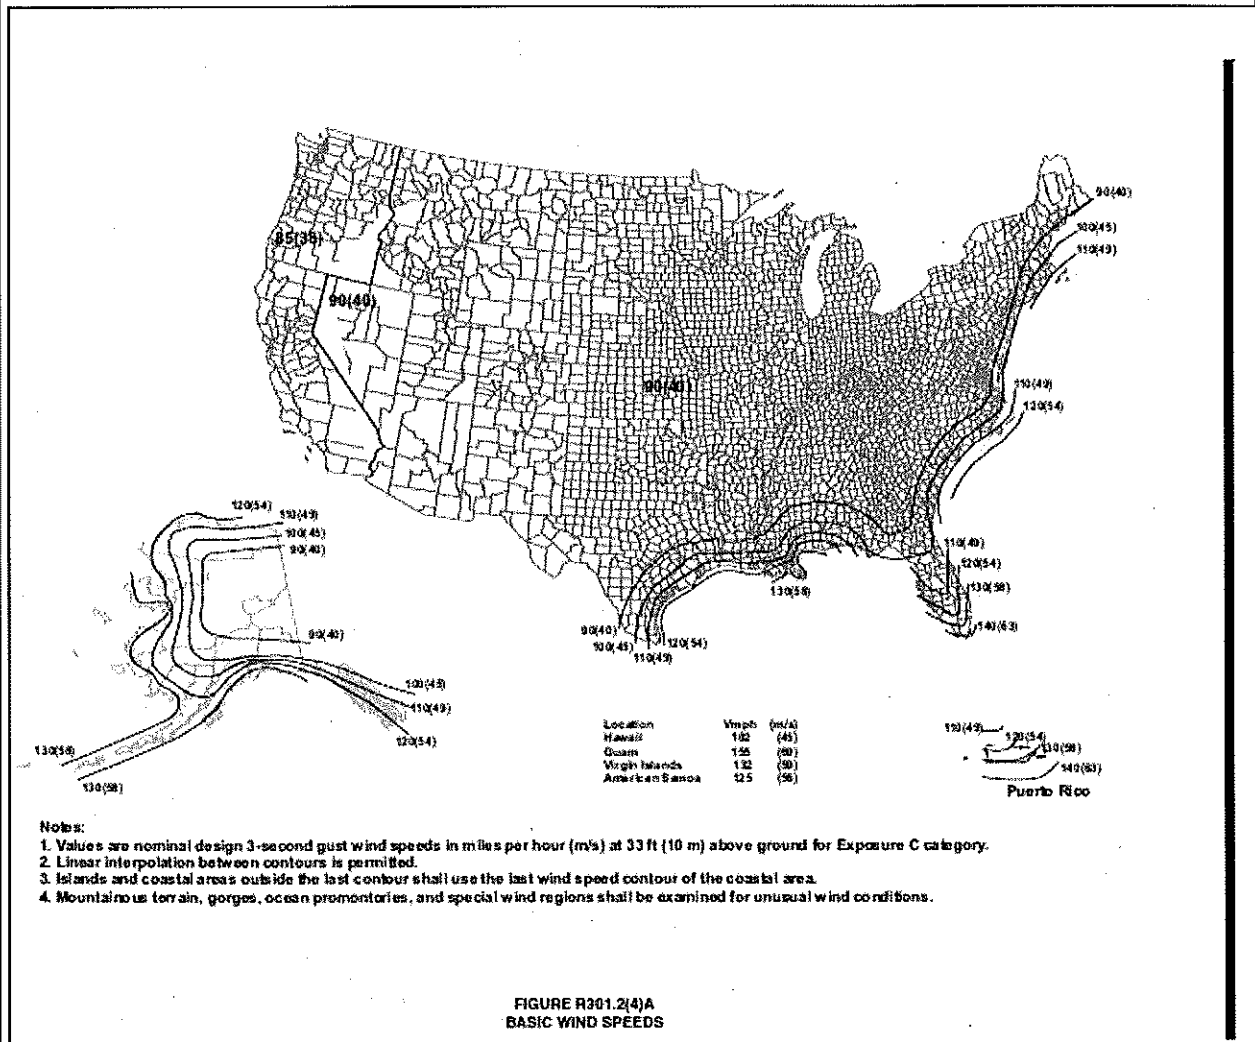 90(40)
100(45)
110(49)
85(38)
90(40)
90(40)
110(49)
120(54)
120(54)
110(49)
100(45)
90(40)
110(49)
120(54)
130(58)
130(58)
140(63)
90(40)
90(40)
100(45)
120(54)
110(49)
100(45)
110(49)
120(54)
130(58)
130(58)
Location Vmph (m/s)
Hawaii 102 (45)
Guam 155 (69)
Virgin Islands 132 (59)
American Samoa 125 (56)
110(49)
120(54)
130(58)
140(63)
Puerto Rico
Notes:
1. Values are nominal design 3-second gust wind speeds in miles per hour (m/s) at 33 ft (10 m) above ground for Exposure C category.
2. Linear interpolation between contours is permitted.
3. Islands and coastal areas outside the last contour shall use the last wind speed contour of the coastal area.
4. Mountainous terrain, gorges, ocean promontories, and special wind regions shall be examined for unusual wind conditions.
FIGURE R301.2(4)A
BASIC WIND SPEEDS